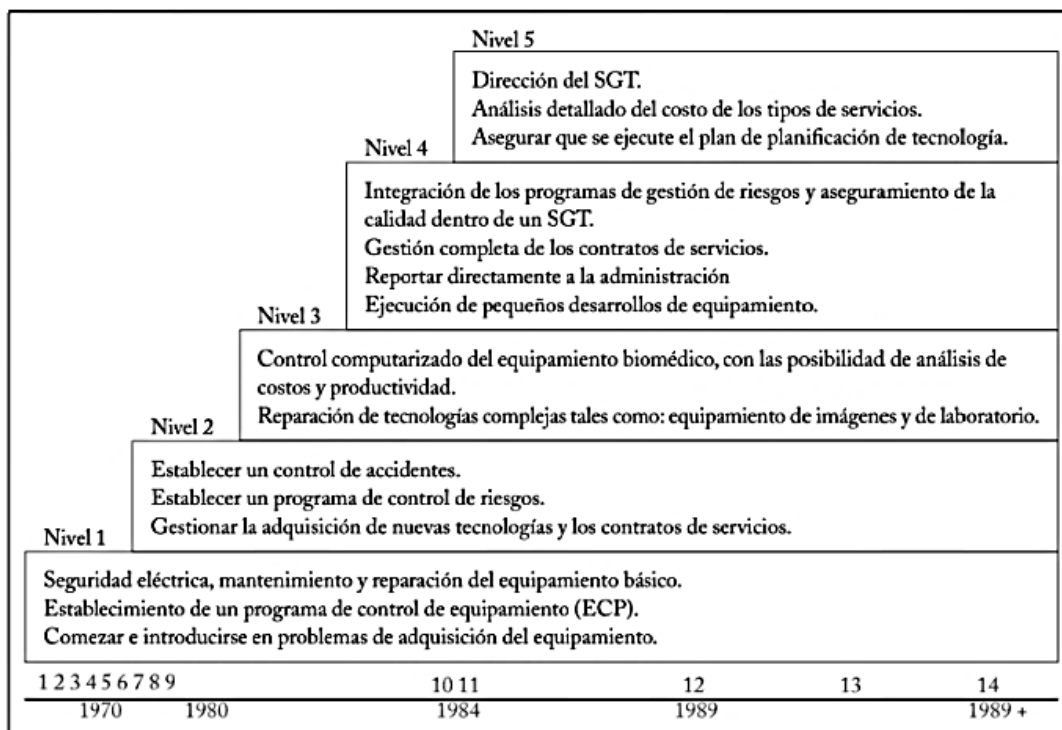 Nivel 5
Dirección del SGT.
Análisis detallado del costo de los tipos de servicios.
Asegurar que se ejecute el plan de planificación de tecnología.
Nivel 4
Integración de los programas de gestión de riesgos y aseguramiento de la
calidad dentro de un SGT.
Gestión completa de los contratos de servicios.
Reportar directamente a la administración
Ejecución de pequeños desarrollos de equipamiento.
Nivel 3
Control computarizado del equipamiento biomédico, con las posibilidad de análisis de
costos y productividad.
Reparación de tecnologías complejas tales como: equipamiento de imágenes y de laboratorio.
Nivel 2
Establecer un control de accidentes.
Establecer un programa de control de riesgos.
Gestionar la adquisición de nuevas tecnologías y los contratos de servicios.
Nivel 1
Seguridad eléctrica, mantenimiento y reparación del equipamiento básico.
Establecimiento de un programa de control de equipamiento (ECP).
Comezar e introducirse en problemas de adquisición del equipamiento.
1 2 3 4 5 6 7 8 9 10 11 12 13 14
1970 1980 1984 1989 1989 +